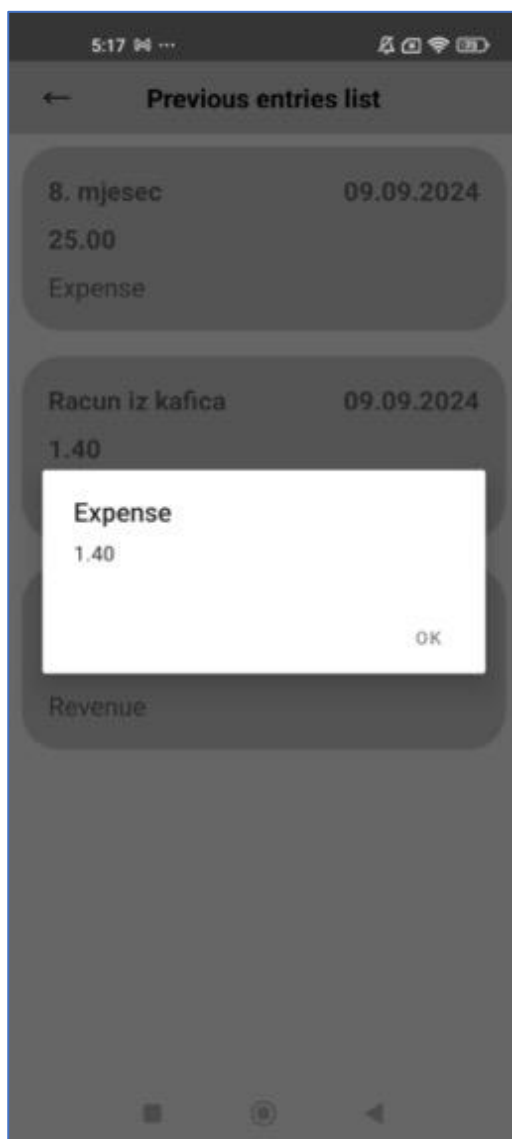 5:17
Previous entries list
8. mjesec 09.09.2024
25.00
Expense
Racun iz kafica 09.09.2024
1.40
Expense
1.40
OK
Revenue